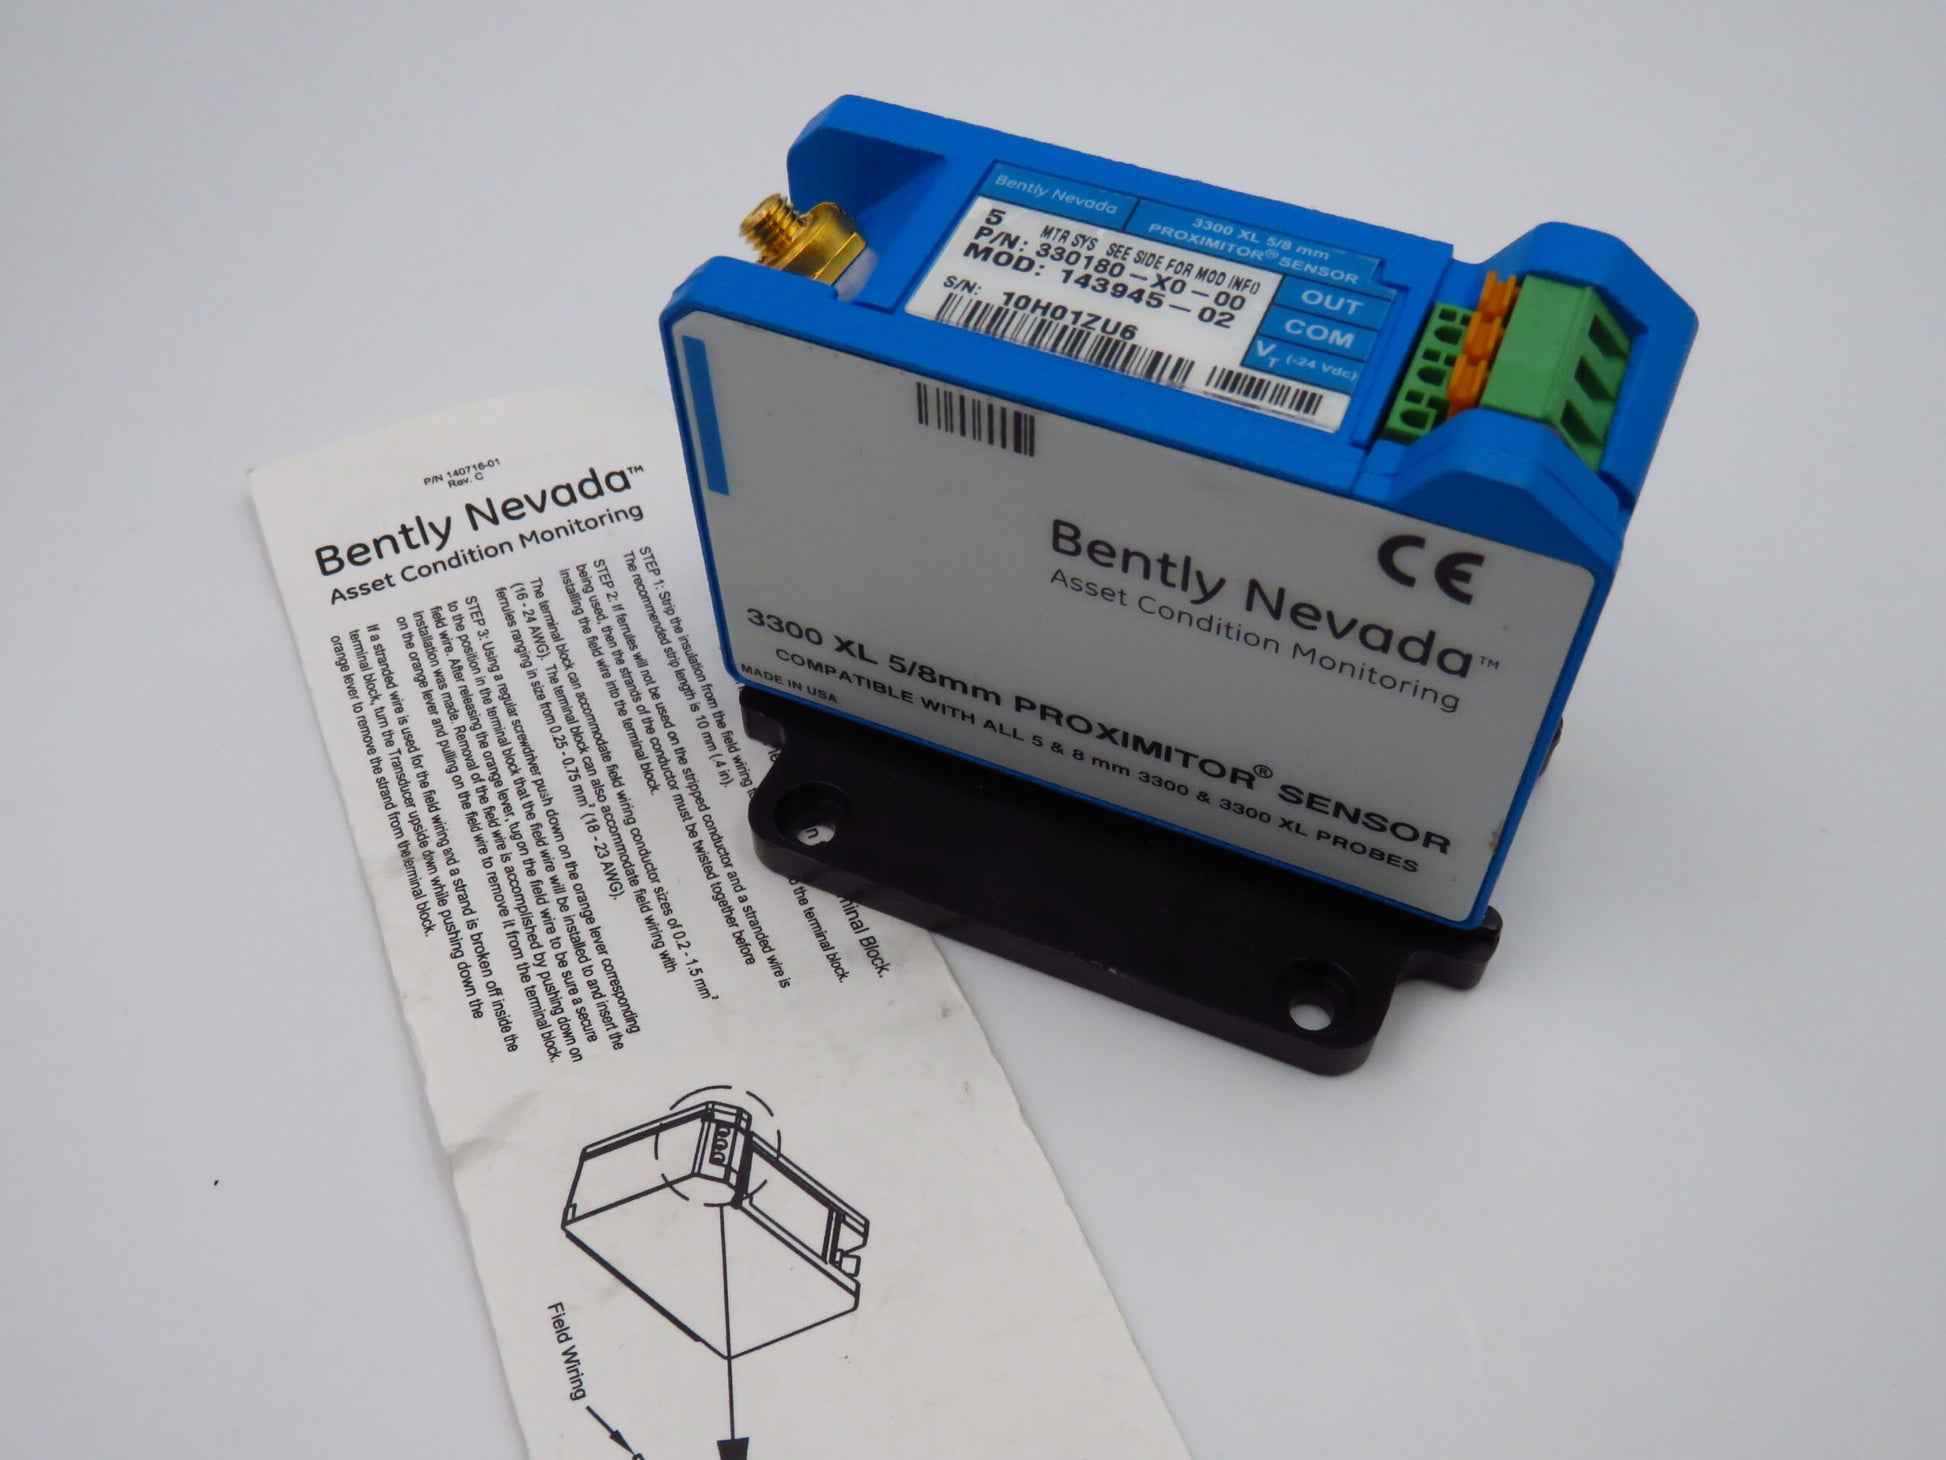 Bently Nevada
3300 XL 5/8 mm
PROXIMITOR® SENSOR
5 MTR SYS SEE SIDE FOR MOD INFO
P/N: 330180-X0-00
MOD: 143945-02
S/N: 10H01ZU6
OUT
COM
VT (-24 Vdc)
CE
Bently Nevada™
Asset Condition Monitoring
3300 XL 5/8mm PROXIMITOR® SENSOR
COMPATIBLE WITH ALL 5 & 8 mm 3300 & 3300 XL PROBES
MADE IN USA
P/N 140716-01
Rev. C
Bently Nevada™
Asset Condition Monitoring
minal Block.
STEP 1: Strip the insulation from the field wiring to the terminal block.
The recommended strip length is 10 mm (.4 in).
STEP 2: If ferrules will not be used on the stripped conductor and a stranded wire is
being used, then the strands of the conductor must be twisted together before
installing the field wire into the terminal block.
The terminal block can accommodate field wiring conductor sizes of 0.2 - 1.5 mm²
(16 - 24 AWG). The terminal block can also accommodate field wiring with
ferrules ranging in size from 0.25 - 0.75 mm² (18 - 23 AWG).
STEP 3: Using a regular screwdriver push down on the orange lever corresponding
to the position in the terminal block that the field wire will be installed to and insert the
field wire. After releasing the orange lever, tug on the field wire to be sure a secure
installation was made. Removal of the field wire is accomplished by pushing down on
on the orange lever and pulling on the field wire to remove it from the terminal block.
If a stranded wire is used for the field wiring and a strand is broken off inside the
terminal block, turn the Transducer upside down while pushing down the
orange lever to remove the strand from the terminal block.
Field Wiring